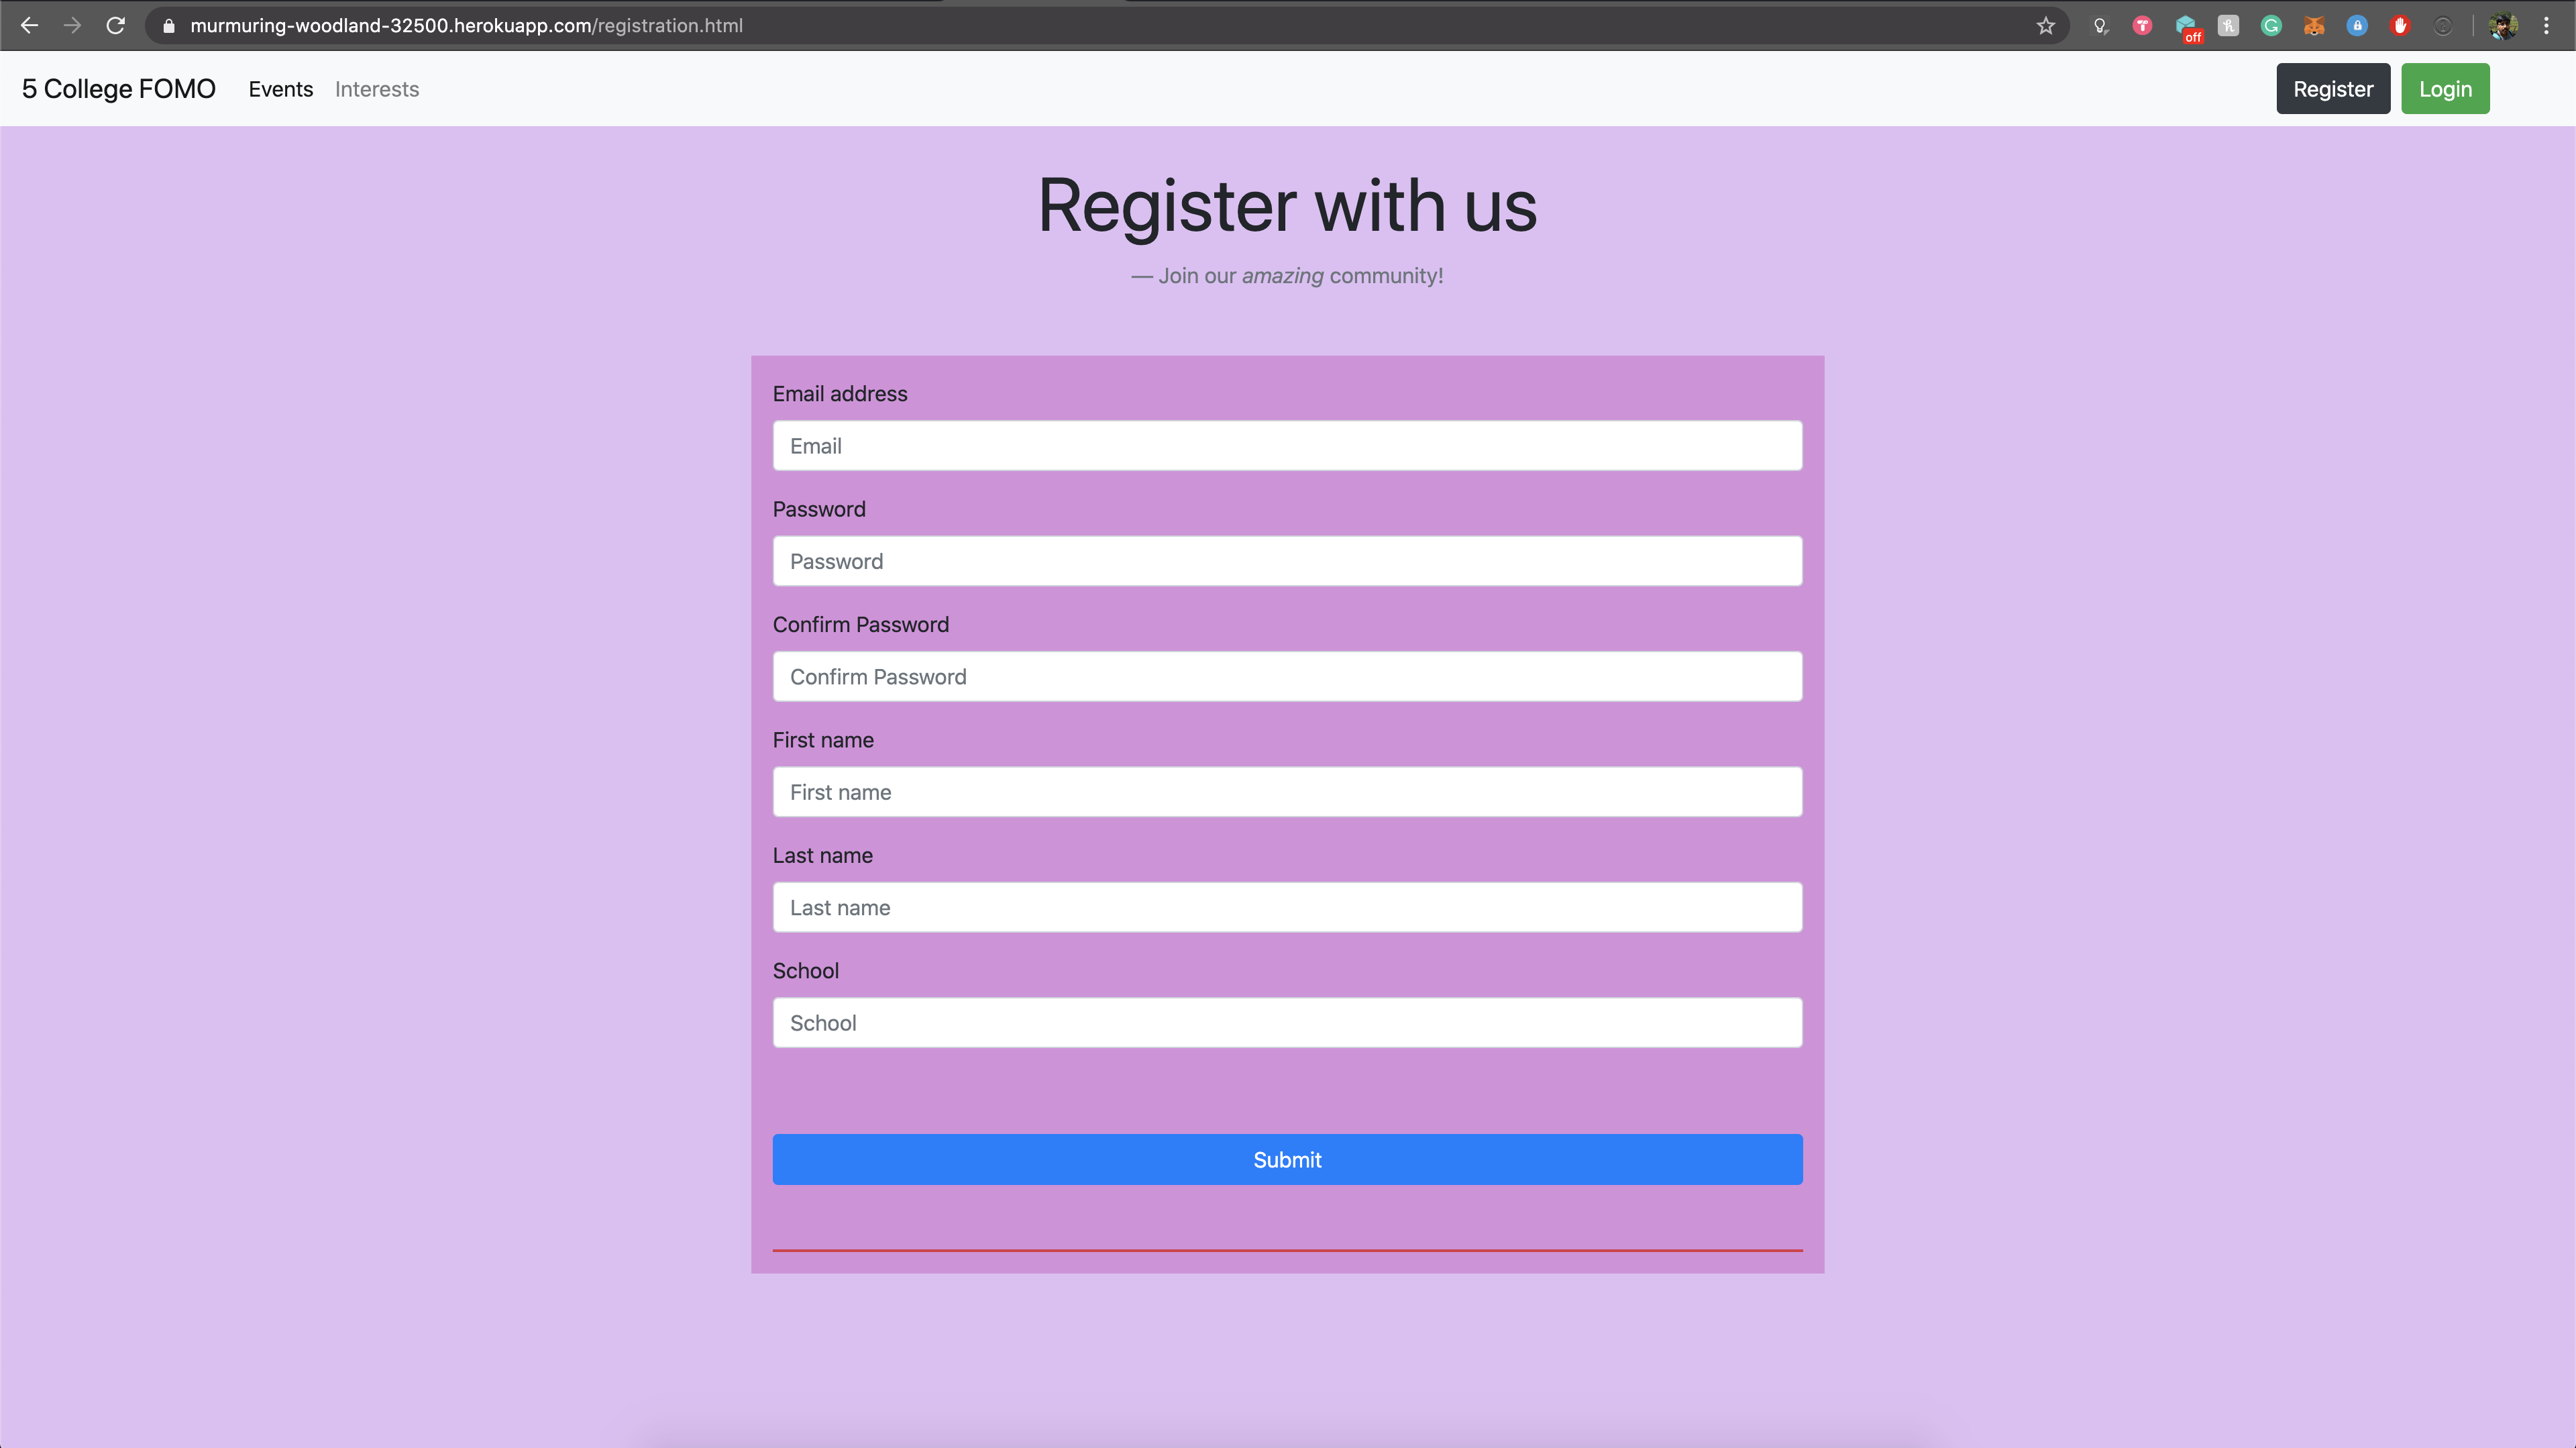 murmuring-woodland-32500.herokuapp.com/registration.html
off
5 College FOMO Events Interests Register Login
Register with us
— Join our amazing community!
Email address
Email
Password
Password
Confirm Password
Confirm Password
First name
First name
Last name
Last name
School
School
Submit